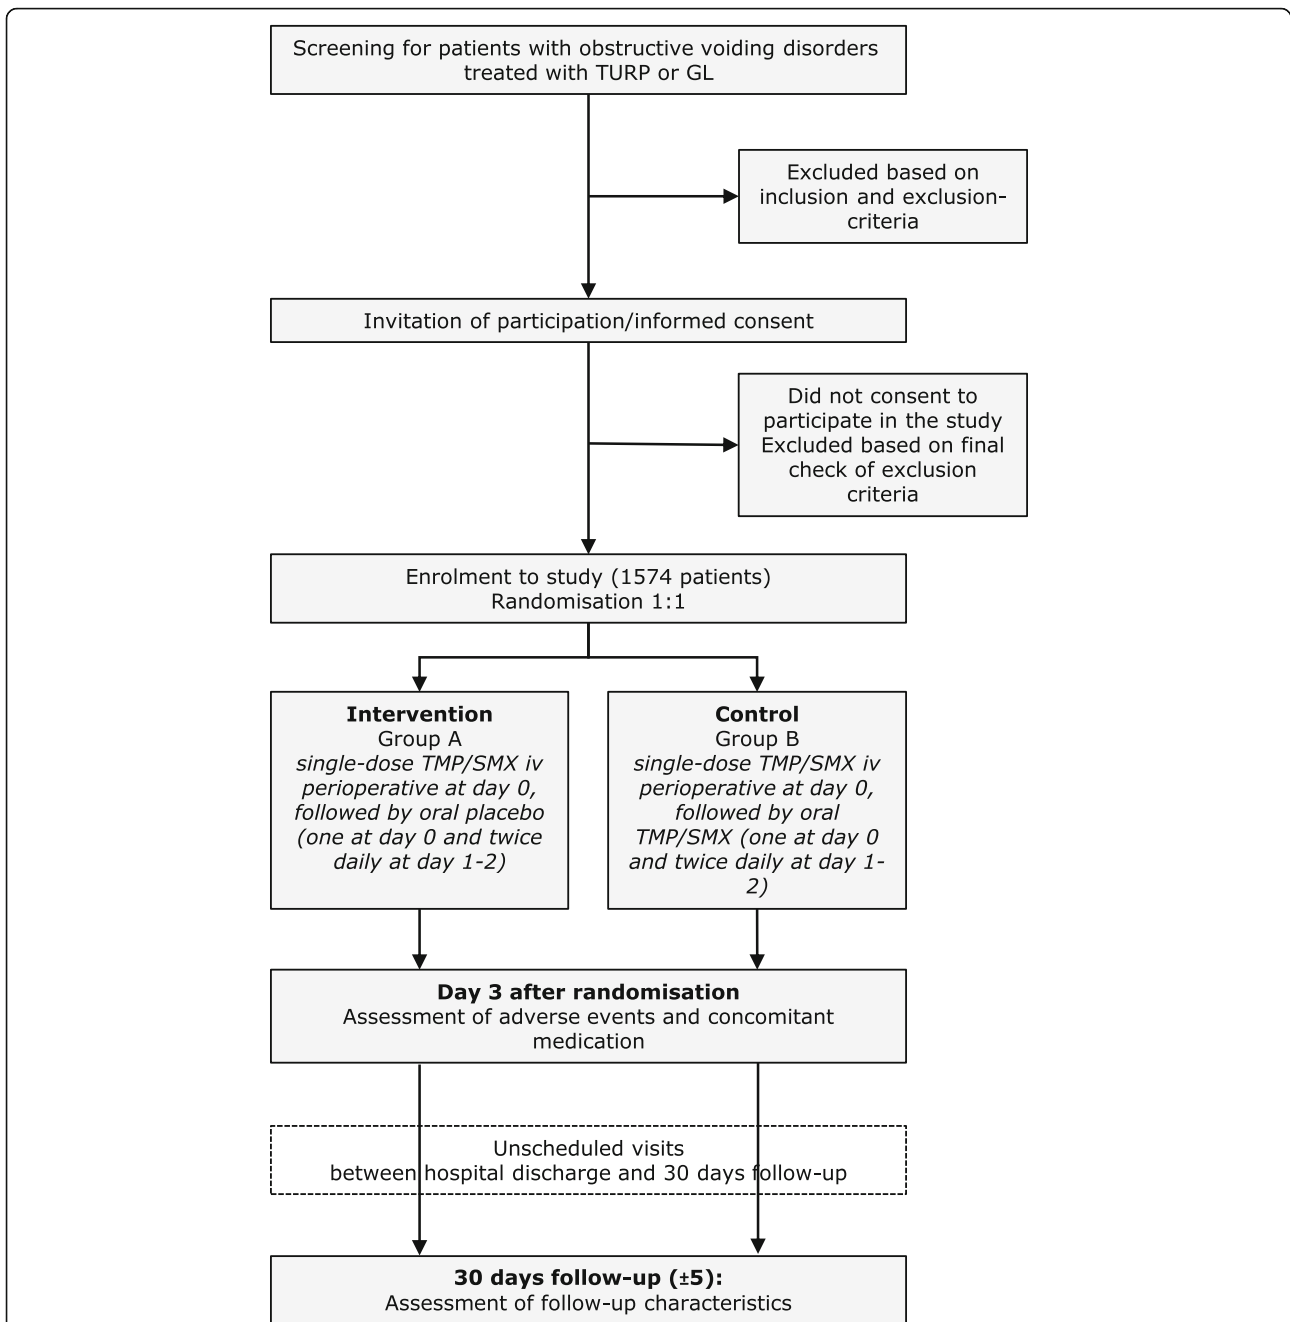 Screening for patients with obstructive voiding disorders
treated with TURP or GL
Excluded based on
inclusion and exclusion-
criteria
Invitation of participation/informed consent
Did not consent to
participate in the study
Excluded based on final
check of exclusion
criteria
Enrolment to study (1574 patients)
Randomisation 1:1
Intervention
Group A
single-dose TMP/SMX iv
perioperative at day 0,
followed by oral placebo
(one at day 0 and twice
daily at day 1-2)
Control
Group B
single-dose TMP/SMX iv
perioperative at day 0,
followed by oral
TMP/SMX (one at day 0
and twice daily at day 1-
2)
Day 3 after randomisation
Assessment of adverse events and concomitant
medication
Unscheduled visits
between hospital discharge and 30 days follow-up
30 days follow-up (±5):
Assessment of follow-up characteristics